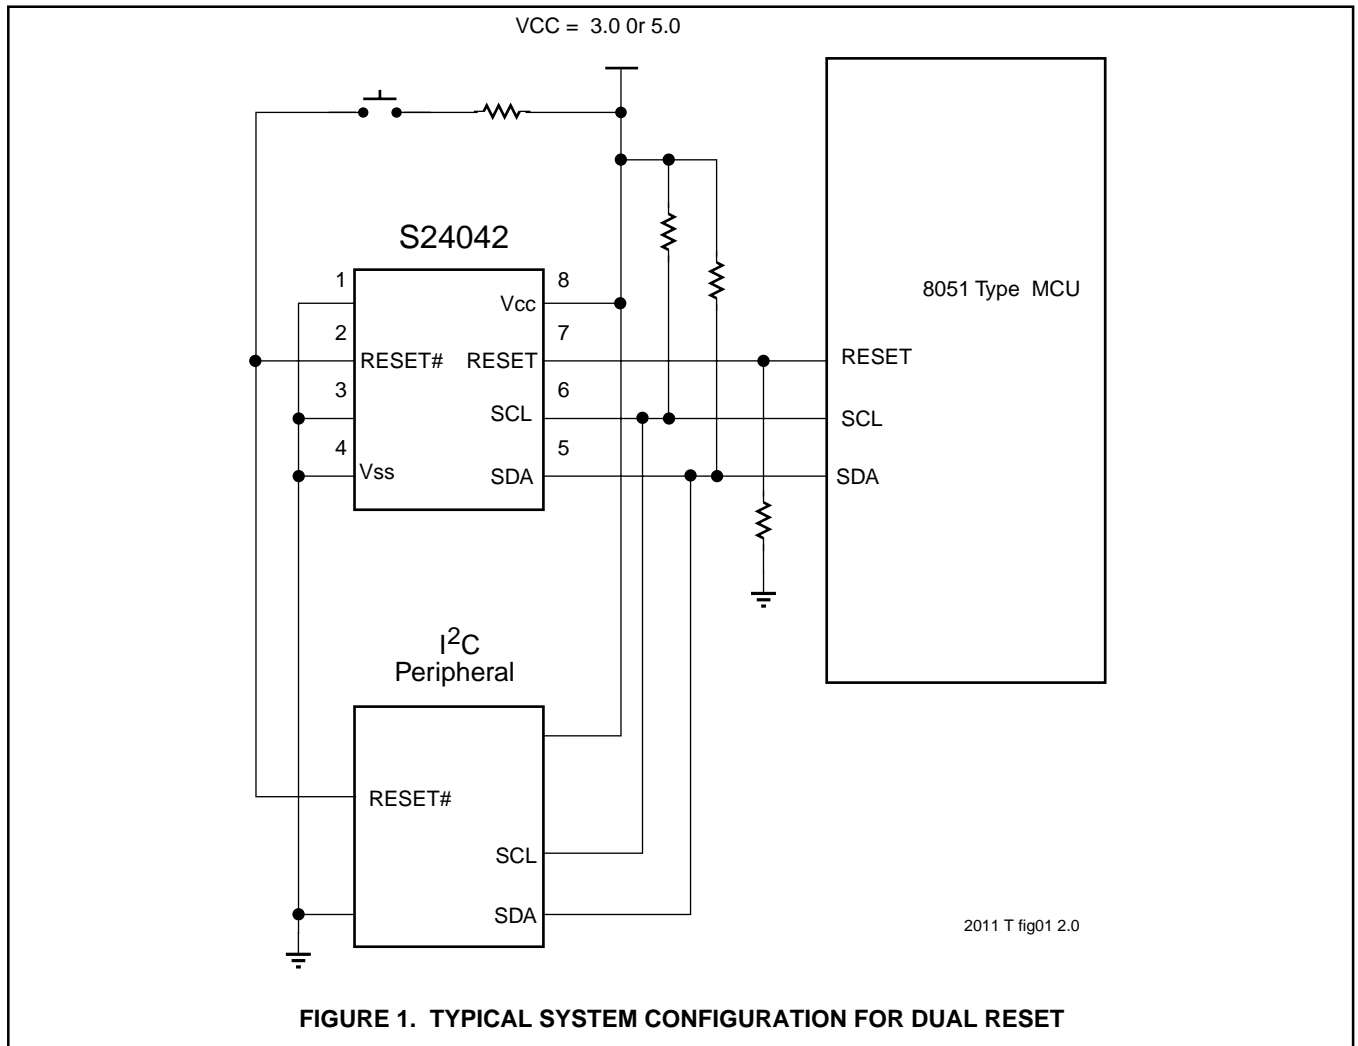 VCC = 3.0 0r 5.0
S24042
1
8
Vcc
2
7
RESET#
RESET
3
6
SCL
4
5
Vss
SDA
8051 Type MCU
RESET
SCL
SDA
I2C
Peripheral
RESET#
SCL
SDA
2011 T fig01 2.0
FIGURE 1. TYPICAL SYSTEM CONFIGURATION FOR DUAL RESET